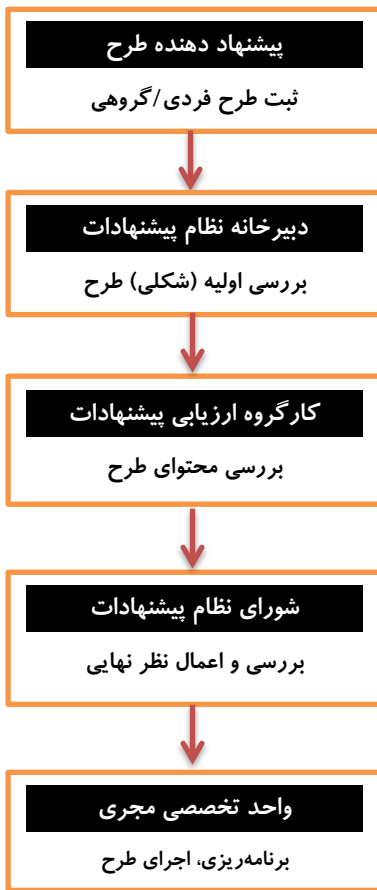 پیشنهاد دهنده طرح
ثبت طرح فردی/گروهی
دبیرخانه نظام پیشنهادات
بررسی اولیه (شکلی) طرح
کارگروه ارزیابی پیشنهادات
بررسی محتوای طرح
شورای نظام پیشنهادات
بررسی و اعمال نظر نهایی
واحد تخصصی مجری
برنامه‌ریزی، اجرای طرح